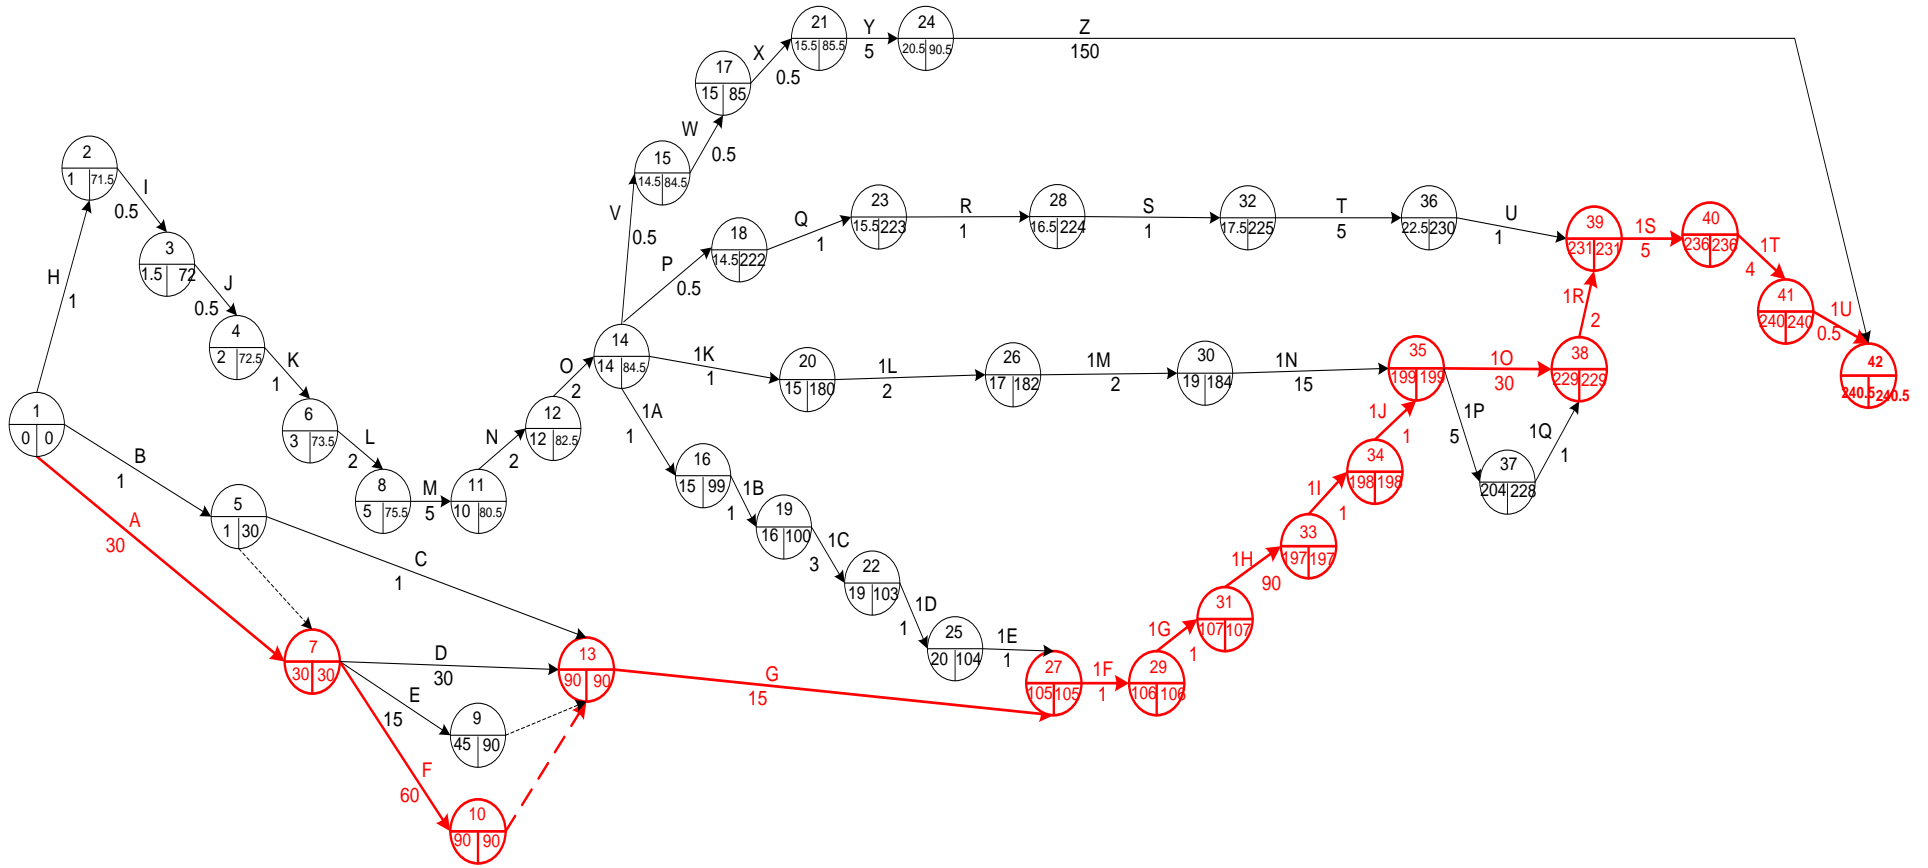 21
15.5 85.5
Y
5
24
20.5 90.5
Z
150
X
0.5
17
15 85
W
0.5
15
14.5 84.5
V
0.5
2
1 71.5
I
0.5
3
1.5 72
J
0.5
H
1
4
2 72.5
K
1
6
3 73.5
L
2
8
5 75.5
M
5
11
10 80.5
N
2
12
12 82.5
O
2
14
14 84.5
P
0.5
18
14.5 222
Q
1
23
15.5 223
R
1
28
16.5 224
S
1
32
17.5 225
T
5
36
22.5 230
U
1
39
231 231
1S
5
40
236 236
1T
4
41
240 240
1U
0.5
42
240.5 240.5
1R
2
1K
1
20
15 180
1L
2
26
17 182
1M
2
30
19 184
1N
15
35
199 199
1O
30
38
229 229
1P
5
37
204 228
1Q
1
1J
1
34
198 198
1I
1
33
197 197
1H
90
31
107 107
1G
1
29
106 106
1F
1
27
105 105
1A
1
16
15 99
1B
1
19
16 100
1C
3
22
19 103
1D
1
25
20 104
1E
1
1
0 0
B
1
5
1 30
C
1
A
30
7
30 30
D
30
13
90 90
G
15
E
15
9
45 90
F
60
10
90 90